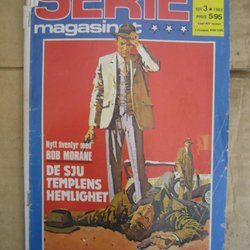 SERIE
magasinet ★★★
NR 3 ● 1983
PRIS 5:95
Nytt äventyr med
BOB MORANE
DE SJU
TEMPLENS
HEMLIGHET